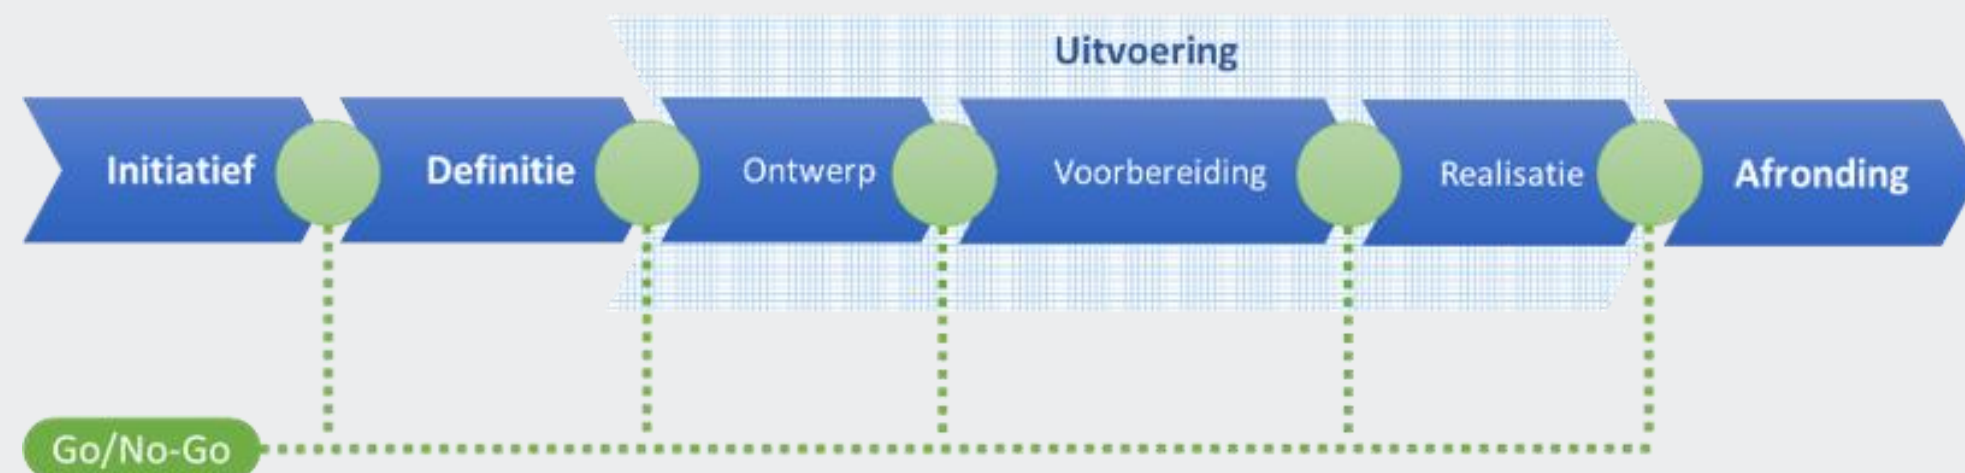 Uitvoering
Initiatief Definitie Ontwerp Voorbereiding Realisatie Afronding
Go/No-Go